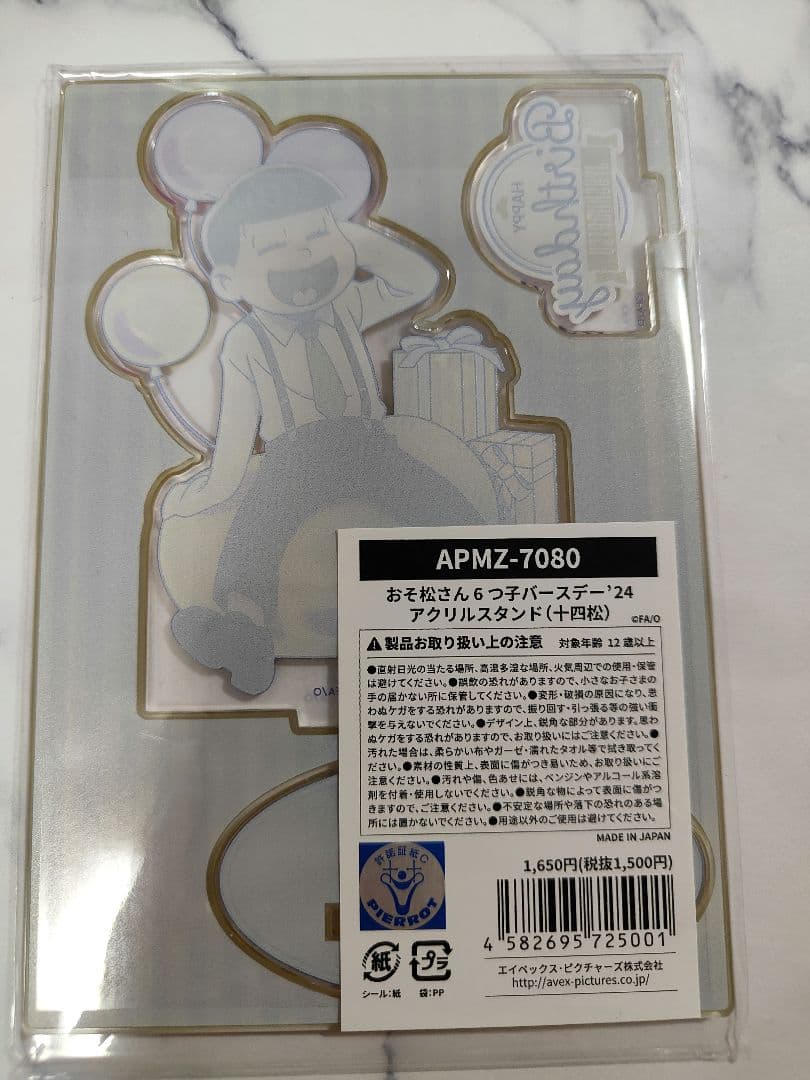 HAPPY
Birthday
APMZ-7080
おそ松さん6つ子バースデー’24
アクリルスタンド(十四松)
©FA/O
⚠製品お取り扱い上の注意 対象年齢 12歳以上
●直射日光の当たる場所、高温多湿な場所、火気周辺での使用・保管
は避けてください。●誤飲の恐れがありますので、小さなお子さまの
手の届かない所に保管してください。●変形・破損の原因になり、思
わぬケガをする恐れがありますので、振り回す・引っ張る等の強い衝
撃を与えないでください。●デザイン上、鋭角な部分があります。思わ
ぬケガをする恐れがありますので、お取り扱いにはご注意ください。●
汚れた場合は、柔らかい布やガーゼ・濡れたタオル等で拭き取ってく
ださい。●素材の性質上、表面に傷がつき易いため、お取り扱いにご
注意ください。●汚れや傷、色あせには、ベンジンやアルコール系溶
剤を付着・使用しないでください。●鋭角な物によって表面に傷がつ
きますので、ご注意ください。●不安定な場所や落下の恐れのある場
所には置かないでください。●用途以外のご使用は避けてください。
MADE IN JAPAN
許諾証紙C
PIERROT
1,650円(税抜1,500円)
4 582695 725001
紙
プラ
シール:紙
袋:PP
エイベックス・ピクチャーズ株式会社
http://avex-pictures.co.jp/